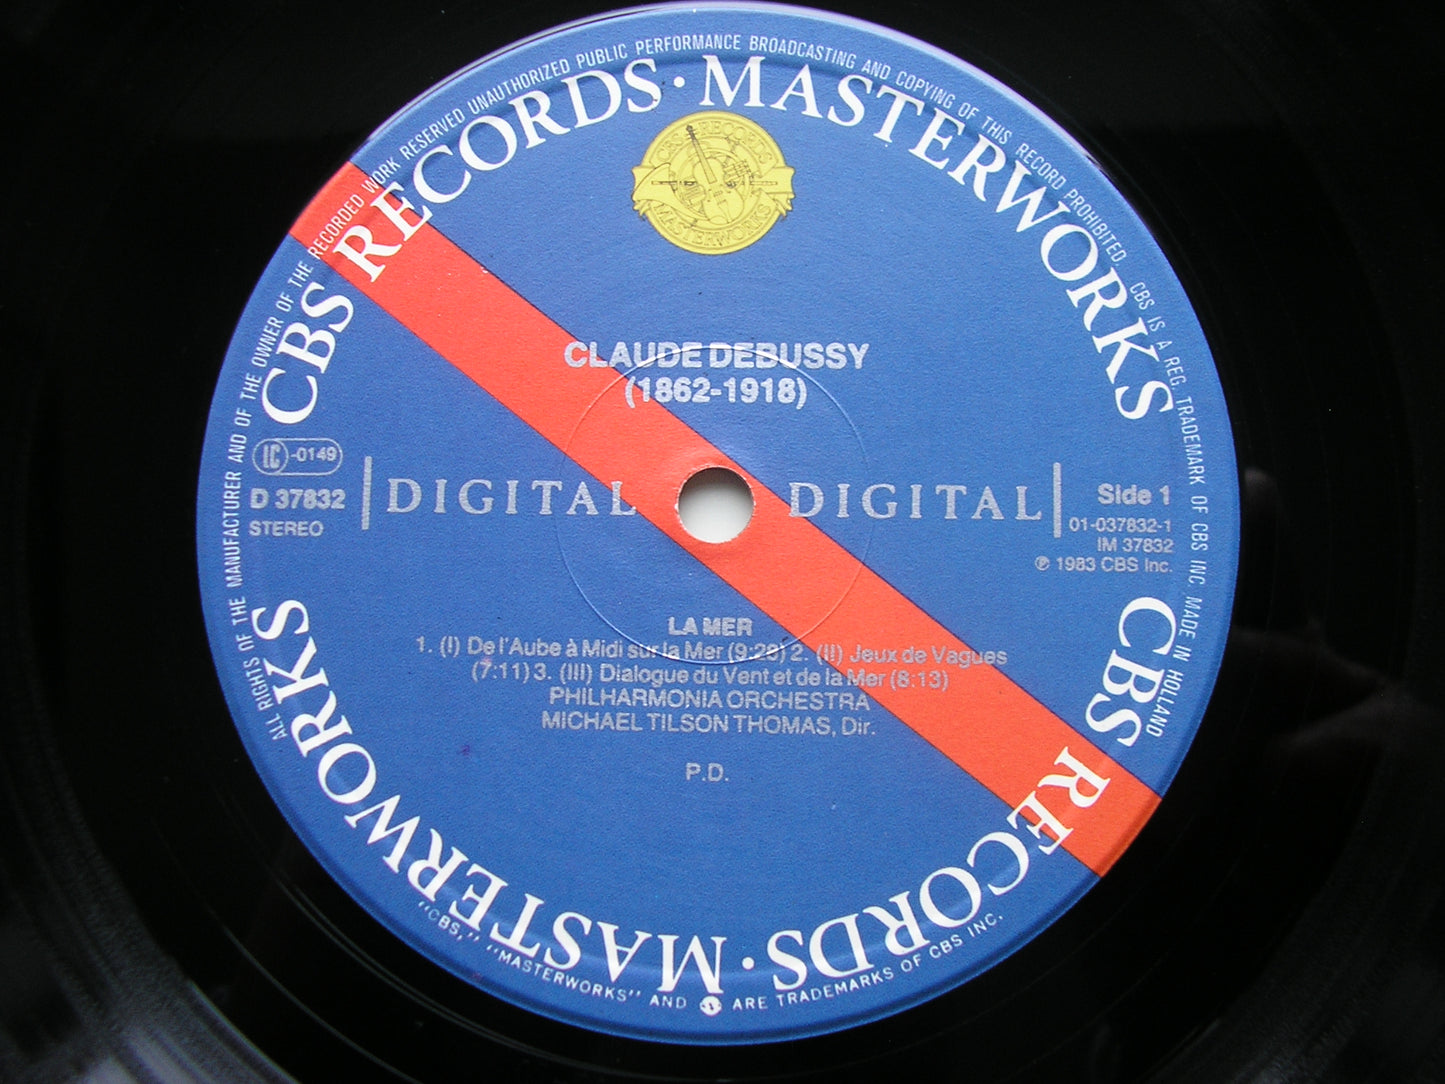 ALL RIGHTS OF THE MANUFACTURER AND OF THE OWNER OF THE RECORDED WORK RESERVED UNAUTHORIZED PUBLIC PERFORMANCE BROADCASTING AND COPYING OF THIS RECORD PROHIBITED. CBS IS A REG. TRADEMARK OF CBS INC. MADE IN HOLLAND
CBS RECORDS · MASTERWORKS
CBS RECORDS
MASTERWORKS
CLAUDE DEBUSSY
(1862-1918)
LC -0149
D 37832
STEREO
DIGITAL DIGITAL
Side 1
01-037832-1
IM 37832
℗ 1983 CBS Inc.
LA MER
1. (I) De l'Aube à Midi sur la Mer (9:28) 2. (II) Jeux de Vagues
(7:11) 3. (III) Dialogue du Vent et de la Mer (8:13)
PHILHARMONIA ORCHESTRA
MICHAEL TILSON THOMAS, Dir.
P.D.
CBS RECORDS · MASTERWORKS
"CBS," "MASTERWORKS" AND ARE TRADEMARKS OF CBS INC.